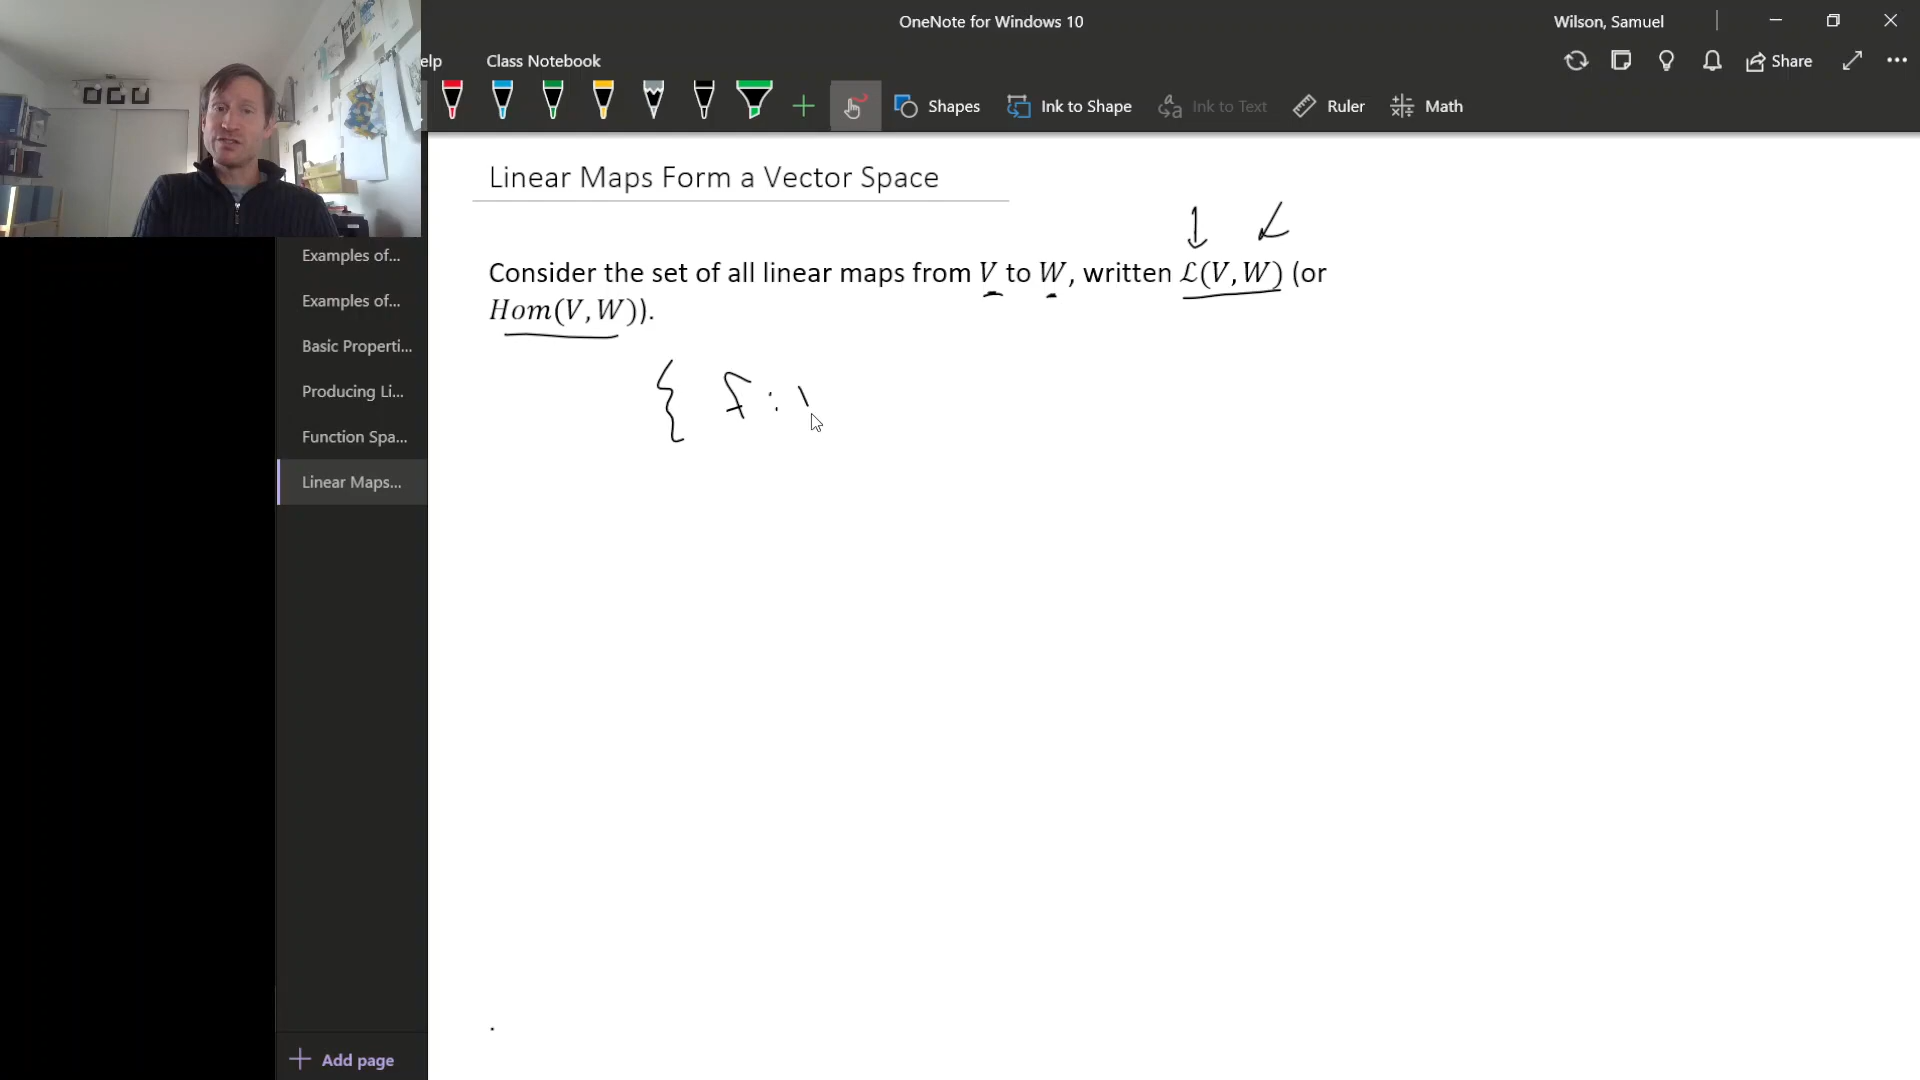 OneNote for Windows 10
Wilson, Samuel
elp Class Notebook
Share
Shapes Ink to Shape Ink to Text Ruler Math
Linear Maps Form a Vector Space
Consider the set of all linear maps from V to W, written ℒ(V, W) (or
Hom(V, W)).
{ f : \
Examples of...
Examples of...
Basic Properti...
Producing Li...
Function Spa...
Linear Maps...
Add page
.